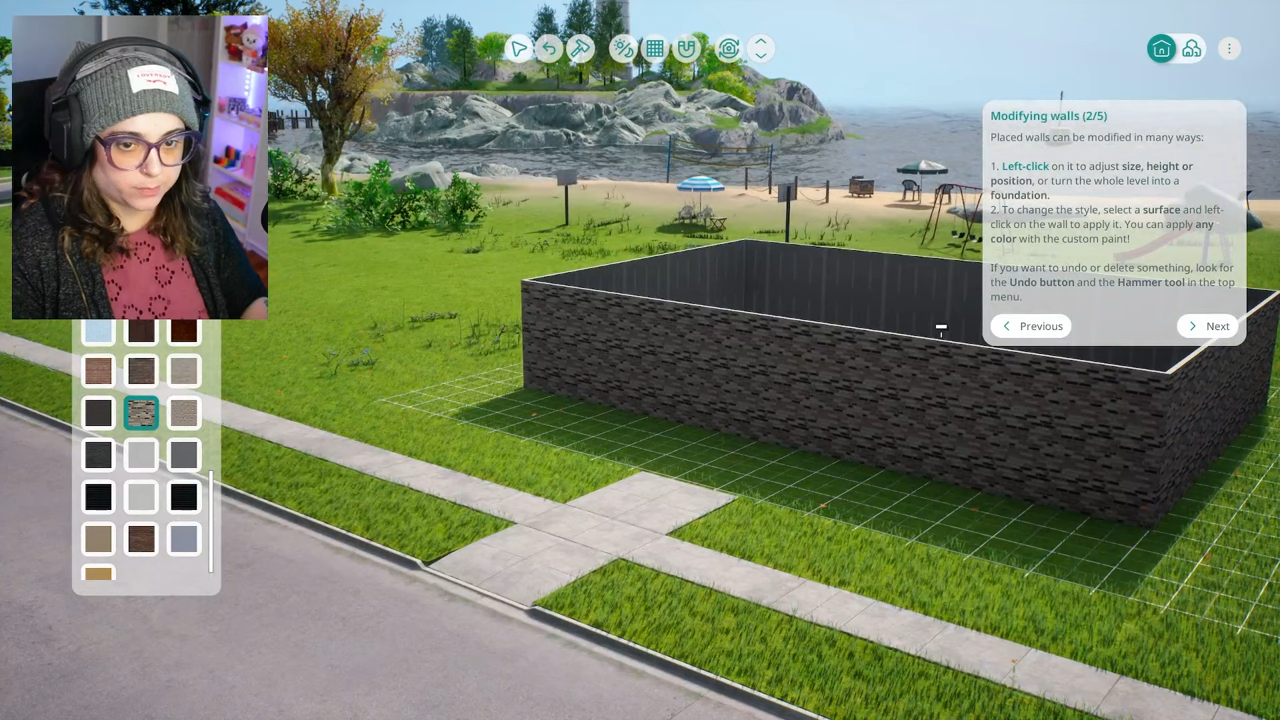 Modifying walls (2/5)
Placed walls can be modified in many ways:
1. Left-click on it to adjust size, height or
position, or turn the whole level into a
foundation.
2. To change the style, select a surface and left-
click on the wall to apply it. You can apply any
color with the custom paint!
If you want to undo or delete something, look for
the Undo button and the Hammer tool in the top
menu.
Previous
Next